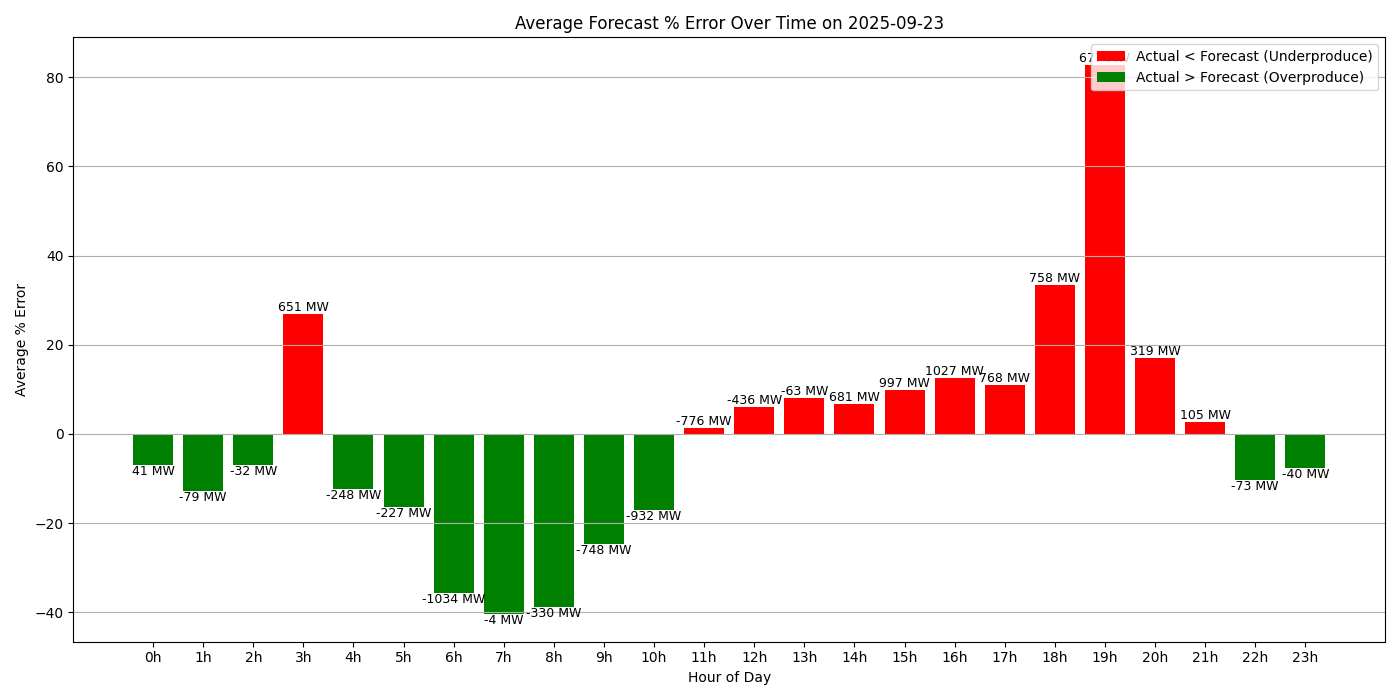 Average Forecast % Error Over Time on 2025-09-23
Actual < Forecast (Underproduce)
Actual > Forecast (Overproduce)
Average % Error
80
60
40
20
0
−20
−40
41 MW
-79 MW
-32 MW
651 MW
-248 MW
-227 MW
-1034 MW
-4 MW
-330 MW
-748 MW
-932 MW
-776 MW
-436 MW
-63 MW
681 MW
997 MW
1027 MW
768 MW
758 MW
319 MW
105 MW
-73 MW
-40 MW
0h 1h 2h 3h 4h 5h 6h 7h 8h 9h 10h 11h 12h 13h 14h 15h 16h 17h 18h 19h 20h 21h 22h 23h
Hour of Day